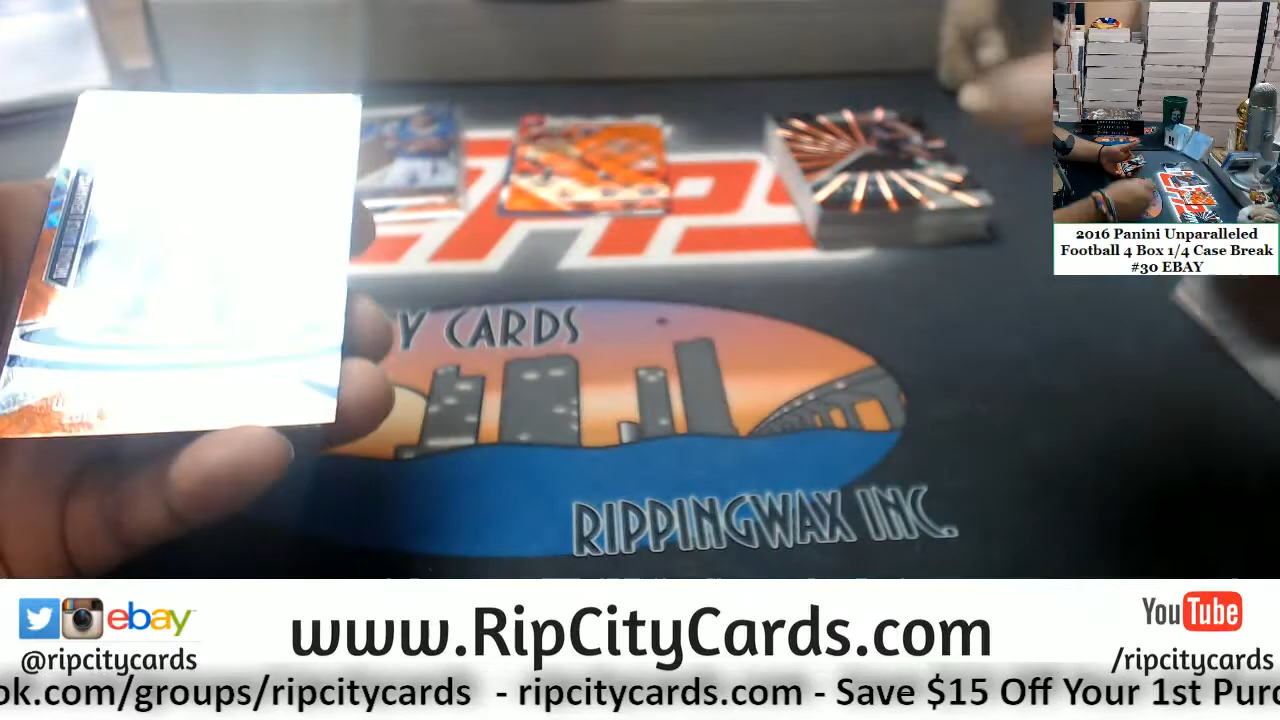 2016 Panini Unparalleled
Football 4 Box 1/4 Case Break
#30 EBAY
Y CARDS
RIPPINGWAX INC.
ebay
www.RipCityCards.com
YouTube
@ripcitycards
/ripcitycards
ok.com/groups/ripcitycards - ripcitycards.com - Save $15 Off Your 1st Purc